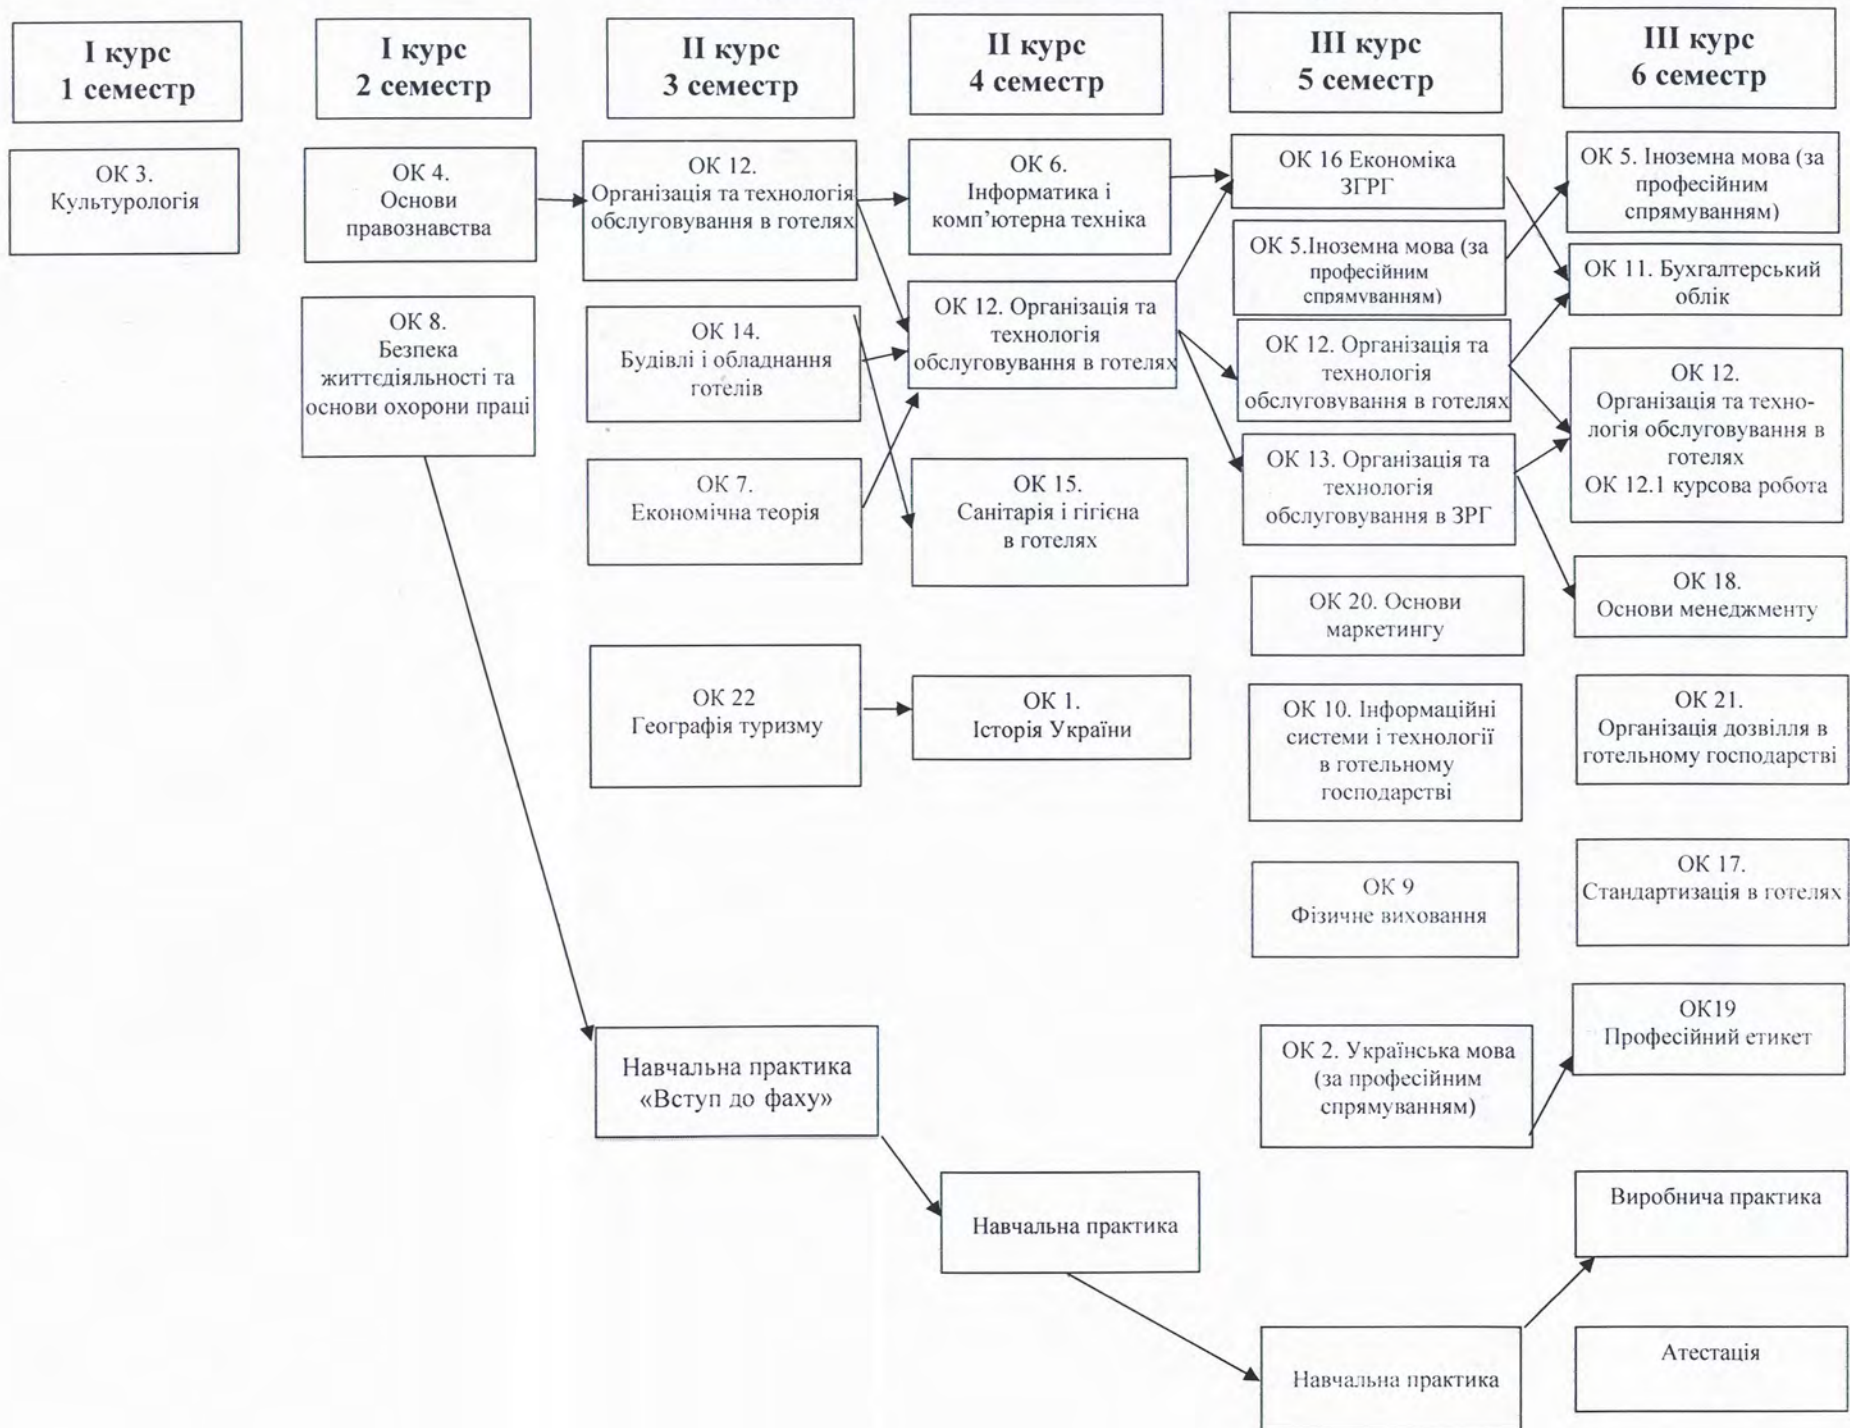 І курс
1 семестр
І курс
2 семестр
ІІ курс
3 семестр
ІІ курс
4 семестр
ІІІ курс
5 семестр
ІІІ курс
6 семестр
ОК 3.
Культурологія
ОК 4.
Основи
правознавства
ОК 8.
Безпека
життєдіяльності та
основи охорони праці
ОК 12.
Організація та технологія
обслуговування в готелях
ОК 14.
Будівлі і обладнання
готелів
ОК 7.
Економічна теорія
ОК 22
Географія туризму
Навчальна практика
«Вступ до фаху»
ОК 6.
Інформатика і
комп’ютерна техніка
ОК 12. Організація та
технологія
обслуговування в готелях
ОК 15.
Санітарія і гігієна
в готелях
ОК 1.
Історія України
Навчальна практика
ОК 16 Економіка
ЗГРГ
ОК 5.Іноземна мова (за
професійним
спрямуванням)
ОК 12. Організація та
технологія
обслуговування в готелях
ОК 13. Організація та
технологія
обслуговування в ЗРГ
ОК 20. Основи
маркетингу
ОК 10. Інформаційні
системи і технології
в готельному
господарстві
ОК 9
Фізичне виховання
ОК 2. Українська мова
(за професійним
спрямуванням)
Навчальна практика
ОК 5. Іноземна мова (за
професійним
спрямуванням)
ОК 11. Бухгалтерський
облік
ОК 12.
Організація та техно-
логія обслуговування в
готелях
ОК 12.1 курсова робота
ОК 18.
Основи менеджменту
ОК 21.
Організація дозвілля в
готельному господарстві
ОК 17.
Стандартизація в готелях
ОК19
Професійний етикет
Виробнича практика
Атестація